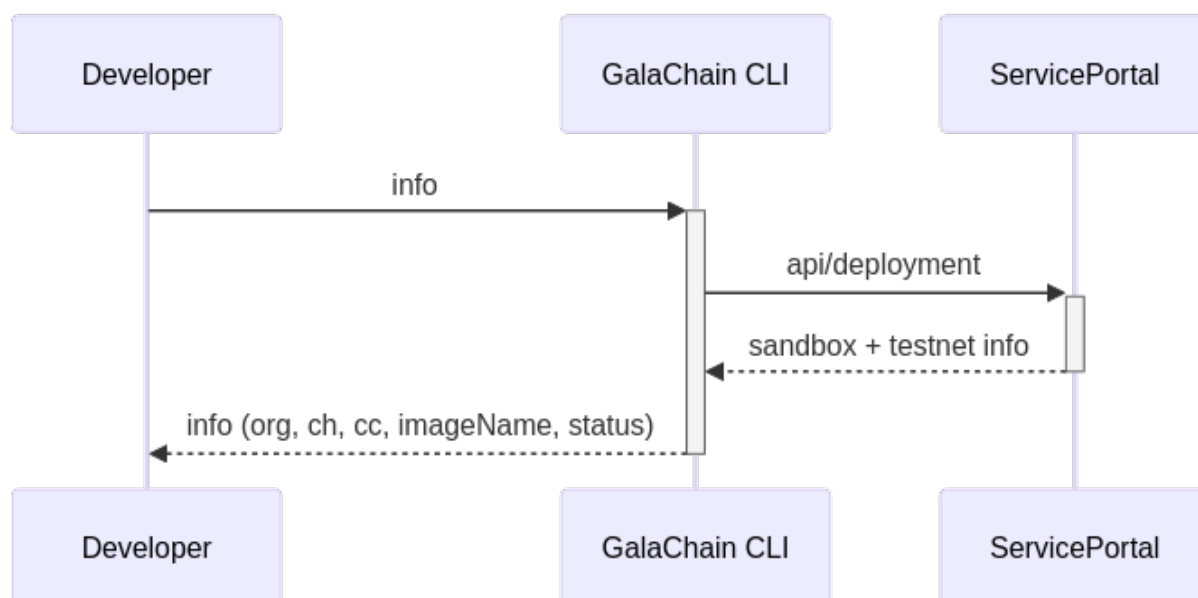 Developer
GalaChain CLI
ServicePortal
info
api/deployment
sandbox + testnet info
info (org, ch, cc, imageName, status)
Developer
GalaChain CLI
ServicePortal